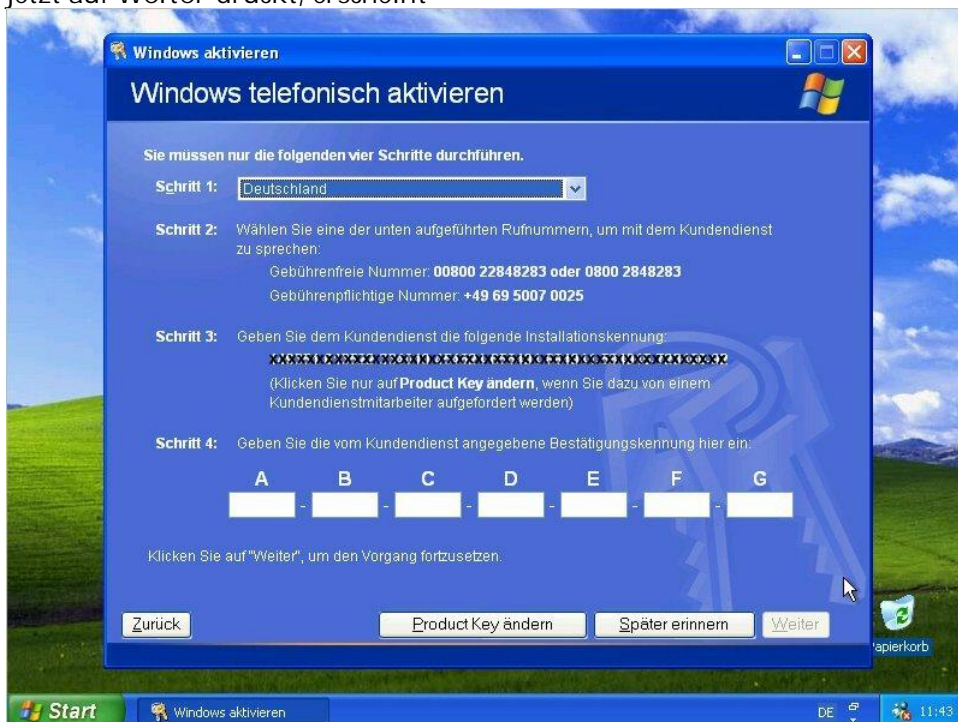 jetzt auf Weiter drückt, erscheint
Windows aktivieren
Windows telefonisch aktivieren
Sie müssen nur die folgenden vier Schritte durchführen.
Schritt 1: Deutschland
Schritt 2: Wählen Sie eine der unten aufgeführten Rufnummern, um mit dem Kundendienst
zu sprechen:
Gebührenfreie Nummer: 00800 22848283 oder 0800 2848283
Gebührenpflichtige Nummer: +49 69 5007 0025
Schritt 3: Geben Sie dem Kundendienst die folgende Installationskennung:
(Klicken Sie nur auf Product Key ändern, wenn Sie dazu von einem
Kundendienstmitarbeiter aufgefordert werden)
Schritt 4: Geben Sie die vom Kundendienst angegebene Bestätigungskennung hier ein:
A B C D E F G
- - - - - -
Klicken Sie auf "Weiter", um den Vorgang fortzusetzen.
Zurück Product Key ändern Später erinnern Weiter
Papierkorb
Start Windows aktivieren DE 11:43